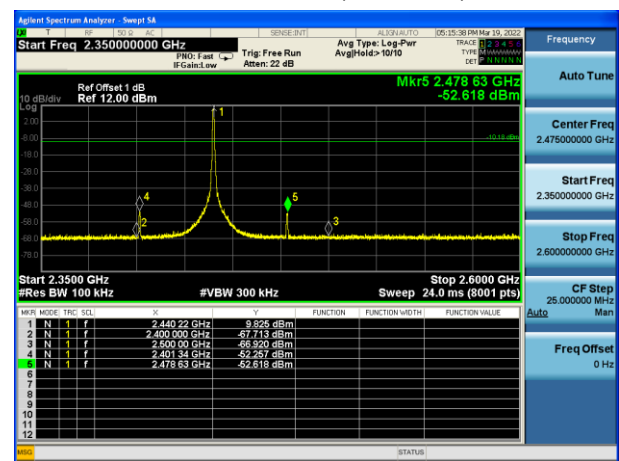 Agilent Spectrum Analyzer - Swept SA
T RF 50 Ω AC SENSE:INT ALIGN AUTO 05:15:38 PM Mar 19, 2022
Start Freq 2.350000000 GHz
PNO: Fast
IFGain:Low
Trig: Free Run
Atten: 22 dB
Avg Type: Log-Pwr
Avg|Hold:>10/10
TRACE 1 2 3 4 5 6
TYPE
DET P N N N N N
Mkr5 2.478 63 GHz
-52.618 dBm
Ref Offset 1 dB
10 dB/div Ref 12.00 dBm
Log
2.00
-8.00
-18.0
-28.0
-38.0
-48.0
-58.0
-68.0
-78.0
1
-10.18 dBm
4
5
2
3
Start 2.3500 GHz Stop 2.6000 GHz
#Res BW 100 kHz #VBW 300 kHz Sweep 24.0 ms (8001 pts)
MKR MODE TRC SCL X Y FUNCTION FUNCTION WIDTH FUNCTION VALUE
1 N 1 f 2.440 22 GHz 9.825 dBm
2 N 1 f 2.400 000 GHz -67.713 dBm
3 N 1 f 2.500 00 GHz -66.920 dBm
4 N 1 f 2.401 34 GHz -52.257 dBm
5 N 1 f 2.478 63 GHz -52.618 dBm
6
7
8
9
10
11
12
MSG STATUS
Frequency
Auto Tune
Center Freq
2.475000000 GHz
Start Freq
2.350000000 GHz
Stop Freq
2.600000000 GHz
CF Step
25.000000 MHz
Auto Man
Freq Offset
0 Hz